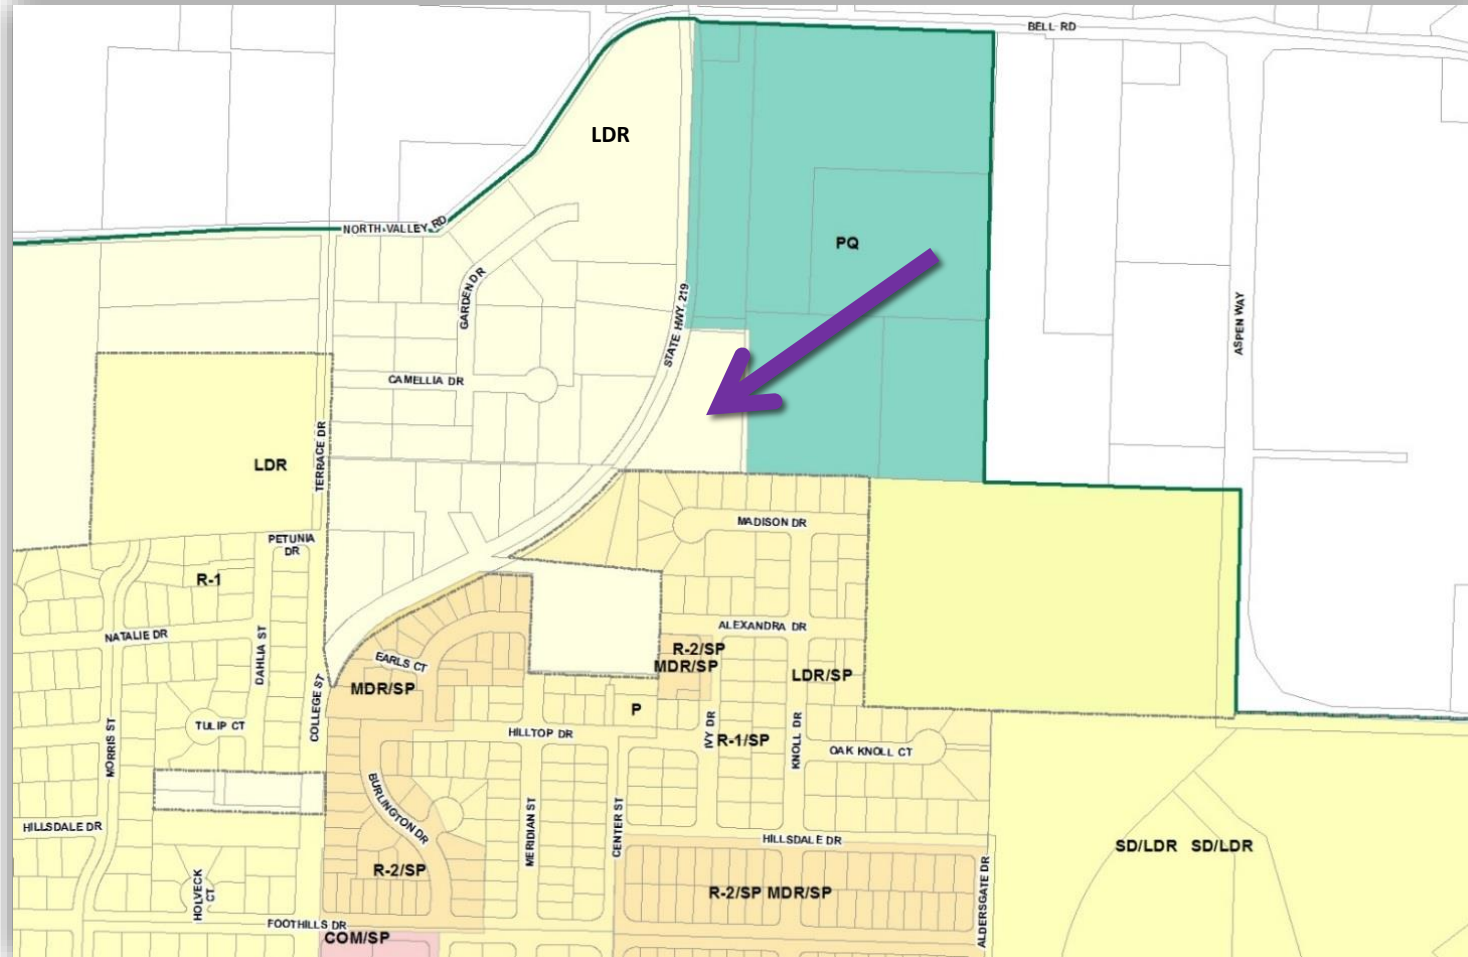 BELL RD
LDR
NORTH VALLEY RD
PQ
GARDEN DR
STATE HWY 219
ASPEN WAY
CAMELLIA DR
TERRACE DR
LDR
MADISON DR
PETUNIA
DR
R-1
NATALIE DR
DAHLIA ST
ALEXANDRA DR
EARLS CT
R-2/SP
MDR/SP
LDR/SP
MDR/SP
COLLEGE ST
P
TULIP CT
MORRIS ST
HILLTOP DR
IVY DR
R-1/SP
KNOLL DR
OAK KNOLL CT
BURLINGTON DR
MERIDIAN ST
CENTER ST
HILLSDALE DR
HILLSDALE DR
SD/LDR SD/LDR
R-2/SP
HOLVECK
CT
R-2/SP MDR/SP
ALDERSGATE DR
FOOTHILLS DR
COM/SP